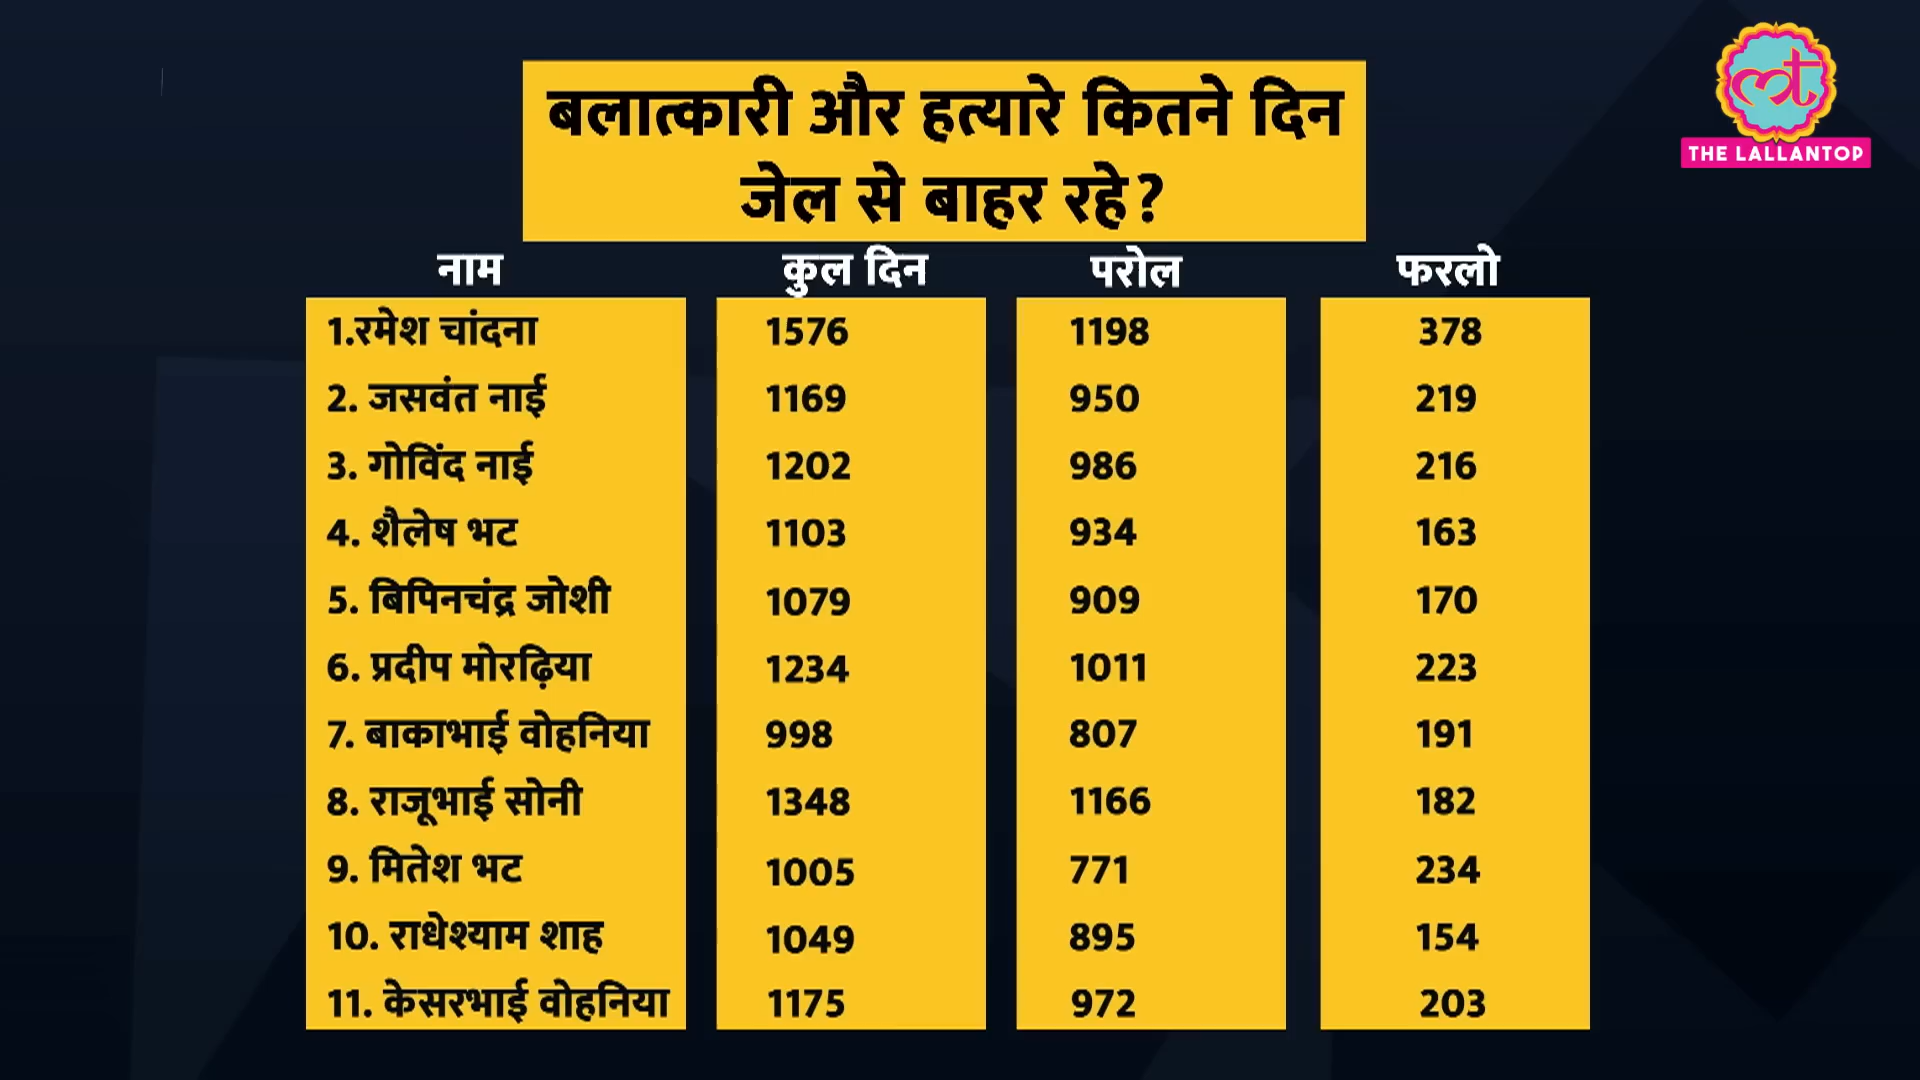 THE LALLANTOP
बलात्कारी और हत्यारे कितने दिन
जेल से बाहर रहे?
नाम कुल दिन परोल फरलो
1.रमेश चांदना 1576 1198 378
2. जसवंत नाई 1169 950 219
3. गोविंद नाई 1202 986 216
4. शैलेष भट 1103 934 163
5. बिपिनचंद्र जोशी 1079 909 170
6. प्रदीप मोरढ़िया 1234 1011 223
7. बाकाभाई वोहनिया 998 807 191
8. राजूभाई सोनी 1348 1166 182
9. मितेश भट 1005 771 234
10. राधेश्याम शाह 1049 895 154
11. केसरभाई वोहनिया 1175 972 203